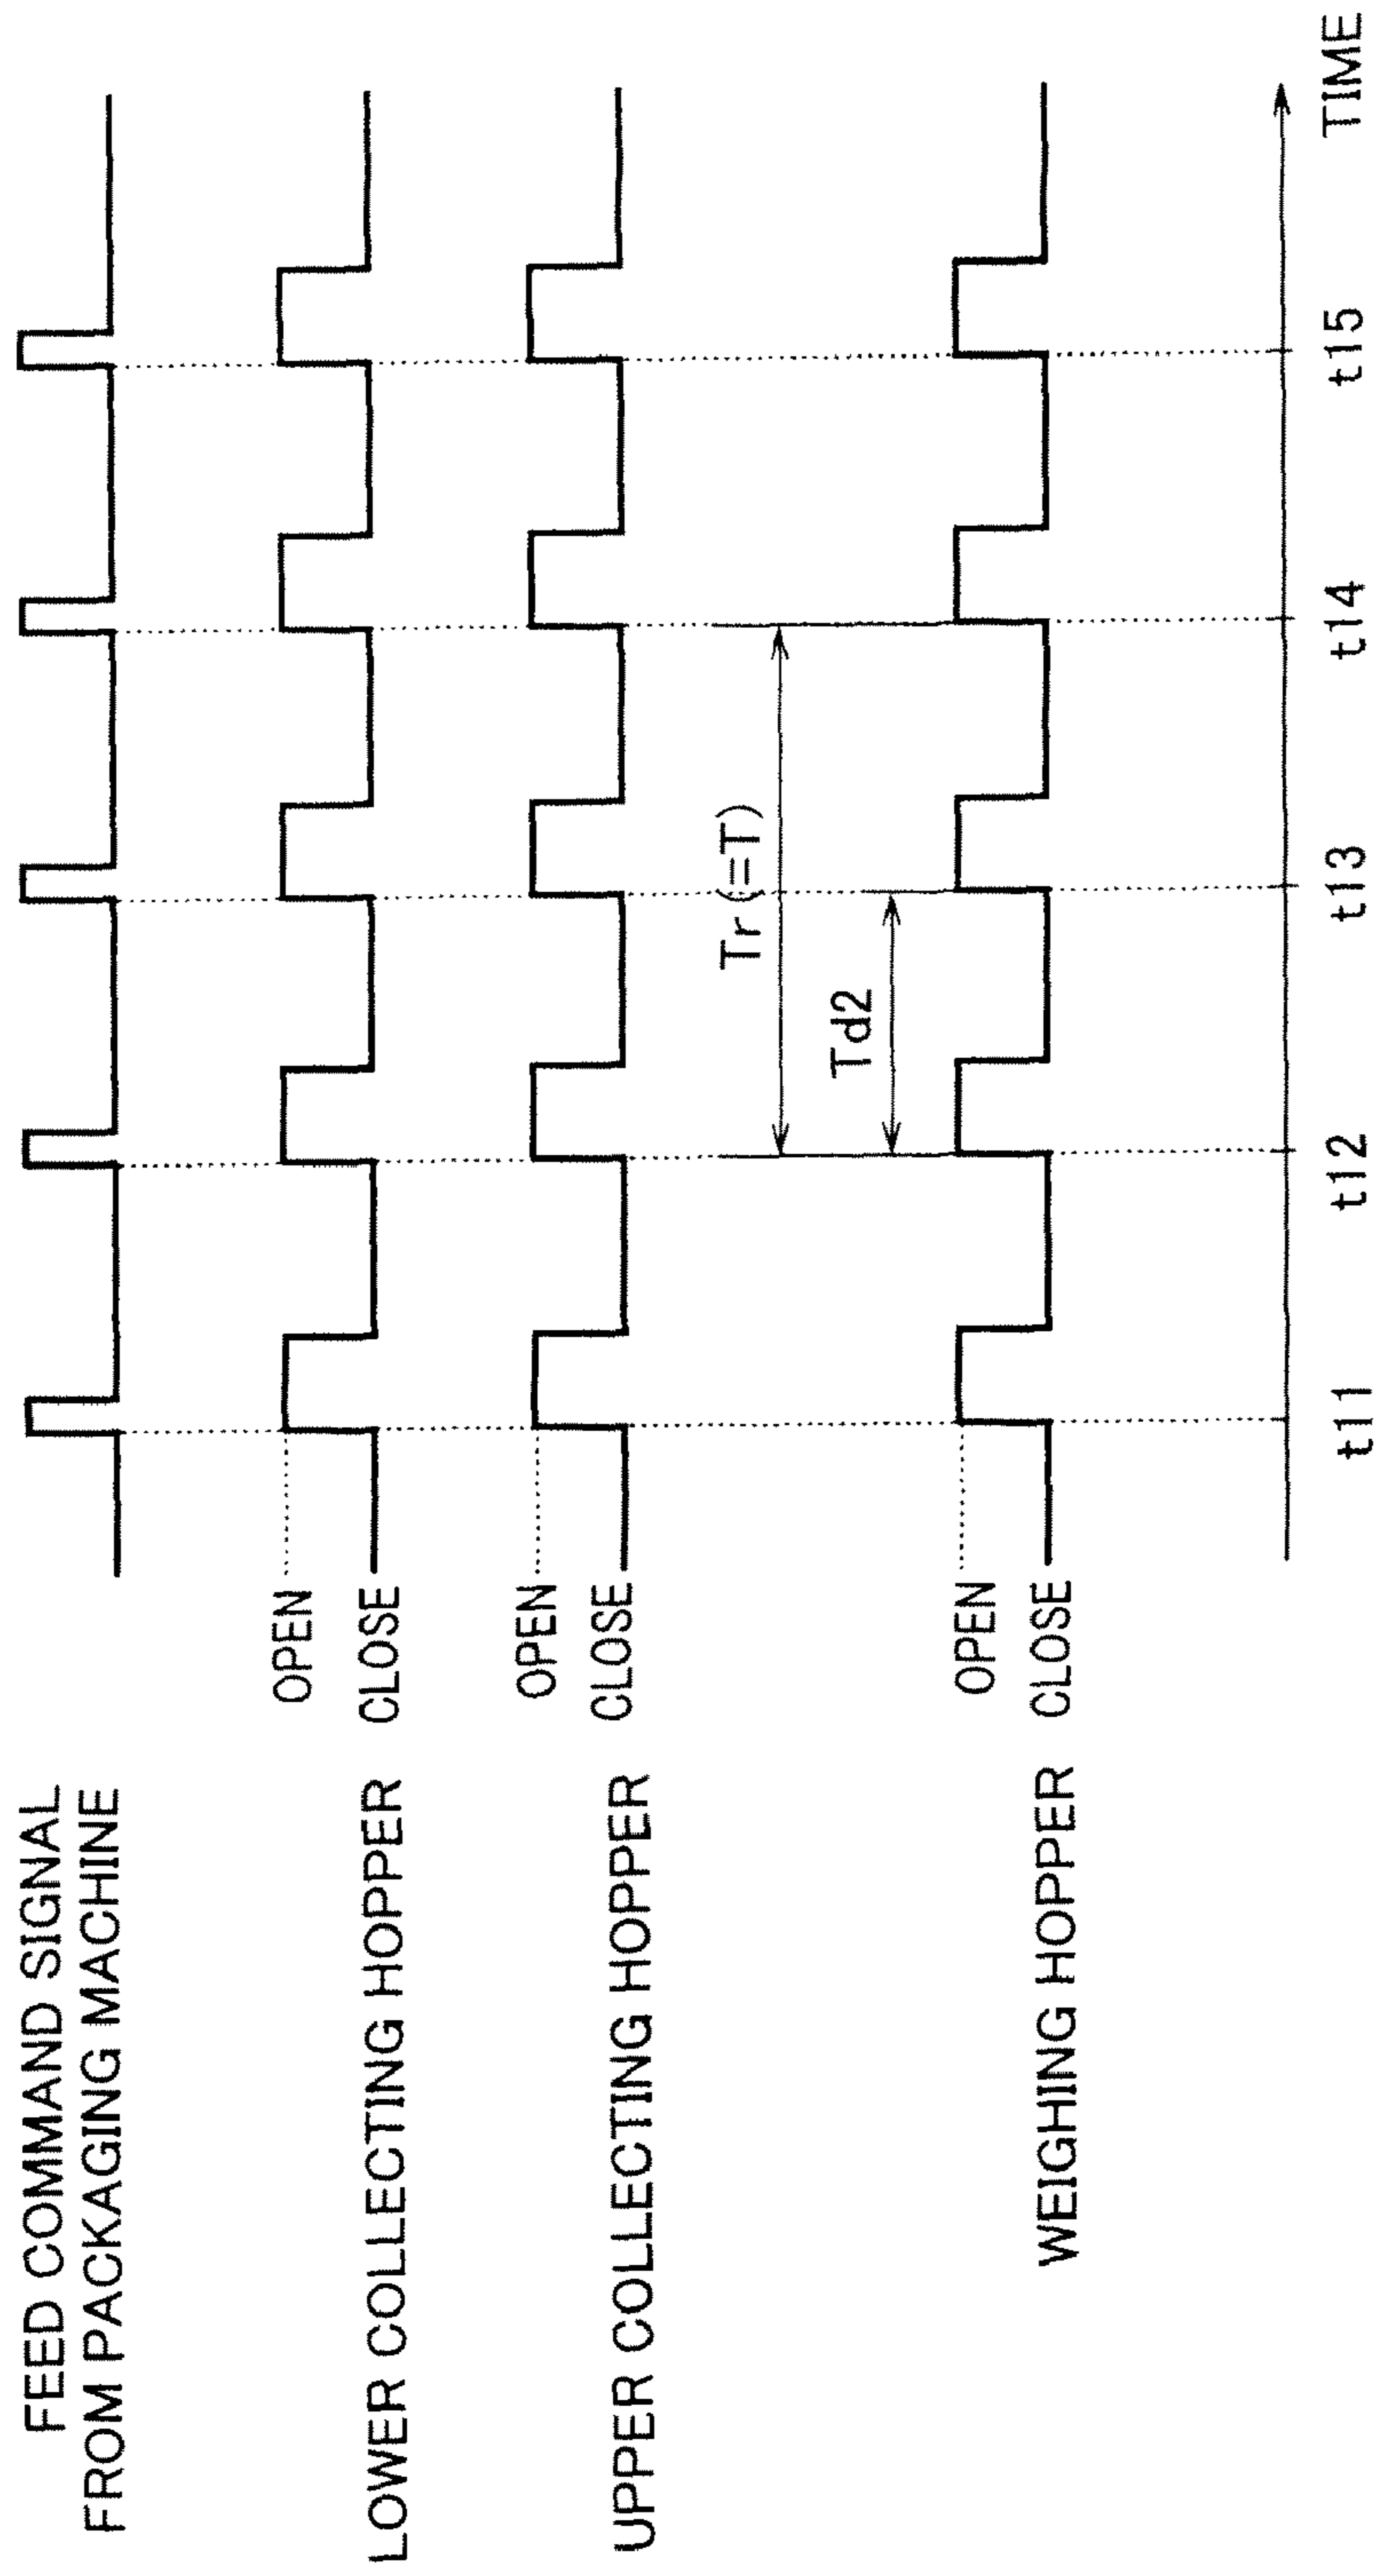 FEED COMMAND SIGNAL
FROM PACKAGING MACHINE
OPEN
LOWER COLLECTING HOPPER CLOSE
OPEN
UPPER COLLECTING HOPPER CLOSE
Tr(=T)
Td2
OPEN
WEIGHING HOPPER CLOSE
t11 t12 t13 t14 t15 TIME